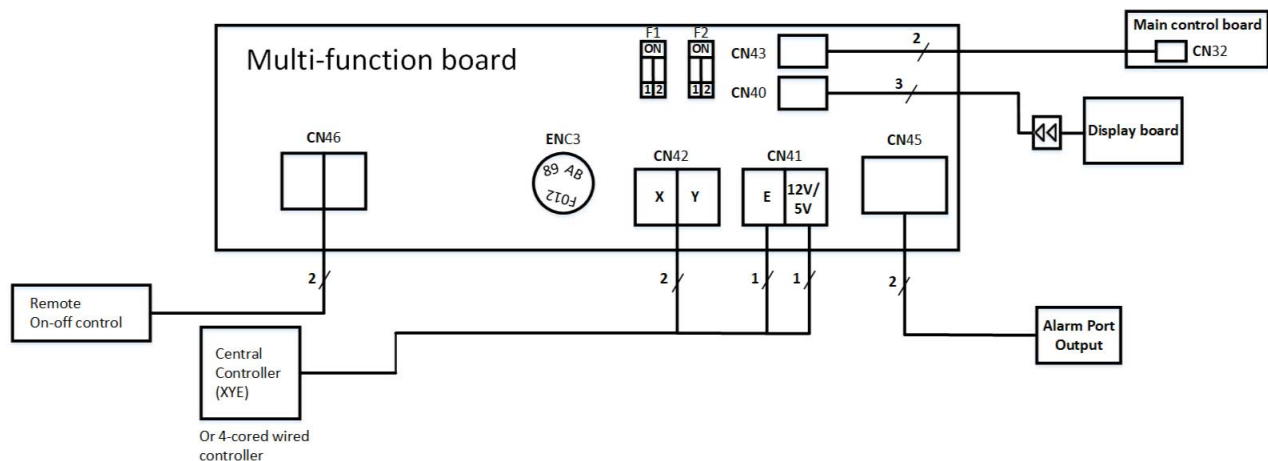 Multi-function board
F1
F2
ON
ON
1 2
1 2
CN43
CN40
2
3
Main control board
CN32
Display board
CN46
ENC3
89 AB
F012
CN42
X
Y
CN41
E
12V/
5V
CN45
2
2
1
1
2
Remote
On-off control
Central
Controller
(XYE)
Or 4-cored wired
controller
Alarm Port
Output